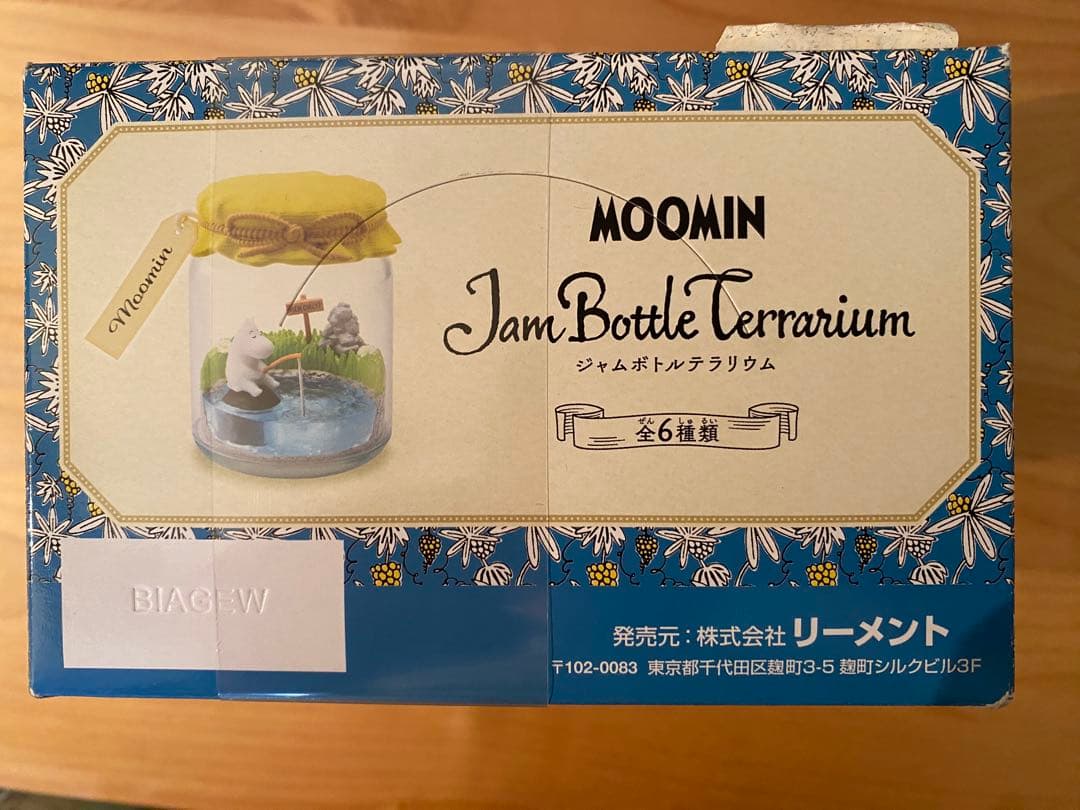 MOOMIN
Jam Bottle Terrarium
ジャムボトルテラリウム
ぜん しゅるい
全6種類
Moomin
BIAGEW
発売元:株式会社 リーメント
〒102-0083 東京都千代田区麹町3-5 麹町シルクビル3F